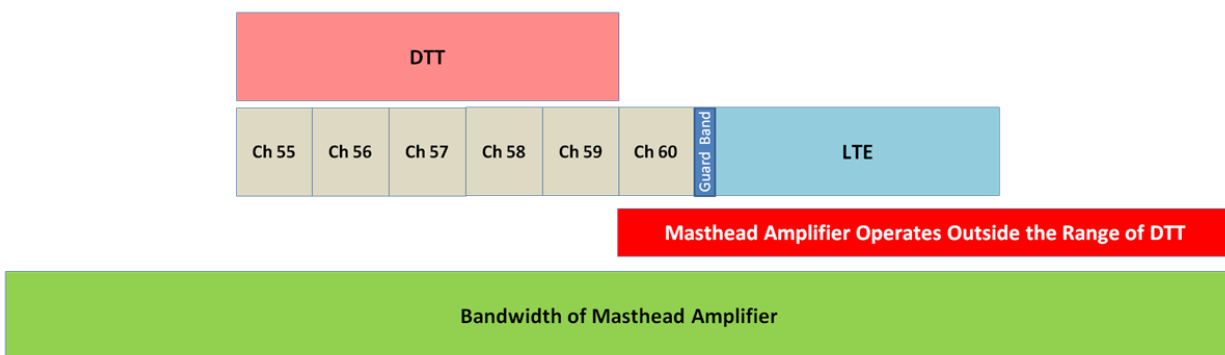 DTT
Ch 55
Ch 56
Ch 57
Ch 58
Ch 59
Ch 60
Guard Band
LTE
Masthead Amplifier Operates Outside the Range of DTT
Bandwidth of Masthead Amplifier